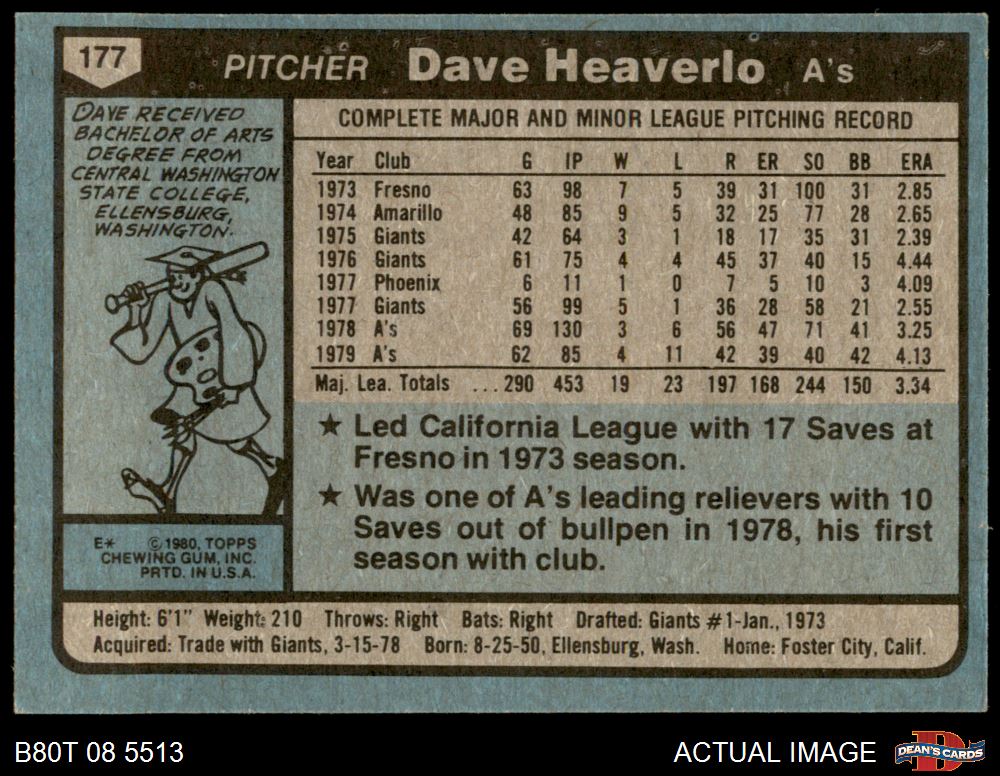 177
PITCHER Dave Heaverlo A's
DAVE RECEIVED
BACHELOR OF ARTS
DEGREE FROM
CENTRAL WASHINGTON
STATE COLLEGE,
ELLENSBURG,
WASHINGTON.
E* © 1980, TOPPS
CHEWING GUM, INC.
PRTD. IN U.S.A.
COMPLETE MAJOR AND MINOR LEAGUE PITCHING RECORD
Year Club G IP W L R ER SO BB ERA
1973 Fresno 63 98 7 5 39 31 100 31 2.85
1974 Amarillo 48 85 9 5 32 25 77 28 2.65
1975 Giants 42 64 3 1 18 17 35 31 2.39
1976 Giants 61 75 4 4 45 37 40 15 4.44
1977 Phoenix 6 11 1 0 7 5 10 3 4.09
1977 Giants 56 99 5 1 36 28 58 21 2.55
1978 A's 69 130 3 6 56 47 71 41 3.25
1979 A's 62 85 4 11 42 39 40 42 4.13
Maj. Lea. Totals ...290 453 19 23 197 168 244 150 3.34
★ Led California League with 17 Saves at
Fresno in 1973 season.
★ Was one of A's leading relievers with 10
Saves out of bullpen in 1978, his first
season with club.
Height: 6'1" Weight: 210 Throws: Right Bats: Right Drafted: Giants #1-Jan., 1973
Acquired: Trade with Giants, 3-15-78 Born: 8-25-50, Ellensburg, Wash. Home: Foster City, Calif.
B80T 08 5513 ACTUAL IMAGE DEAN'S CARDS